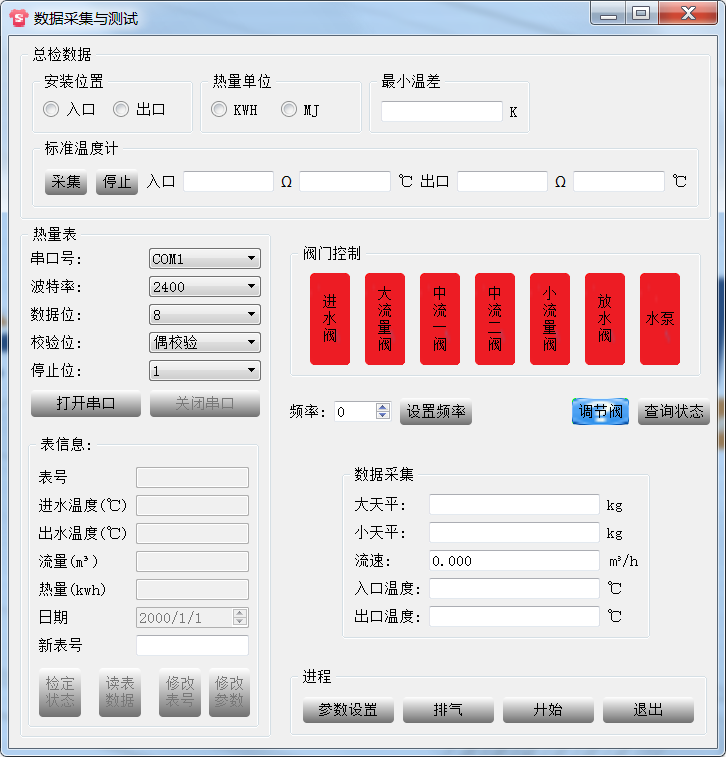 数据采集与测试
总检数据
安装位置
入口 出口
热量单位
KWH MJ
最小温差
K
标准温度计
采集 停止 入口 Ω ℃ 出口 Ω ℃
热量表
串口号: COM1
波特率: 2400
数据位: 8
校验位: 偶校验
停止位: 1
打开串口 关闭串口
表信息:
表号
进水温度(℃)
出水温度(℃)
流量(m³)
热量(kwh)
日期 2000/1/1
新表号
检定状态 读表数据 修改表号 修改参数
阀门控制
进水阀 大流量阀 中流一阀 中流二阀 小流量阀 放水阀 水泵
频率: 0 设置频率 调节阀 查询状态
数据采集
大天平: kg
小天平: kg
流速: 0.000 m³/h
入口温度: ℃
出口温度: ℃
进程
参数设置 排气 开始 退出